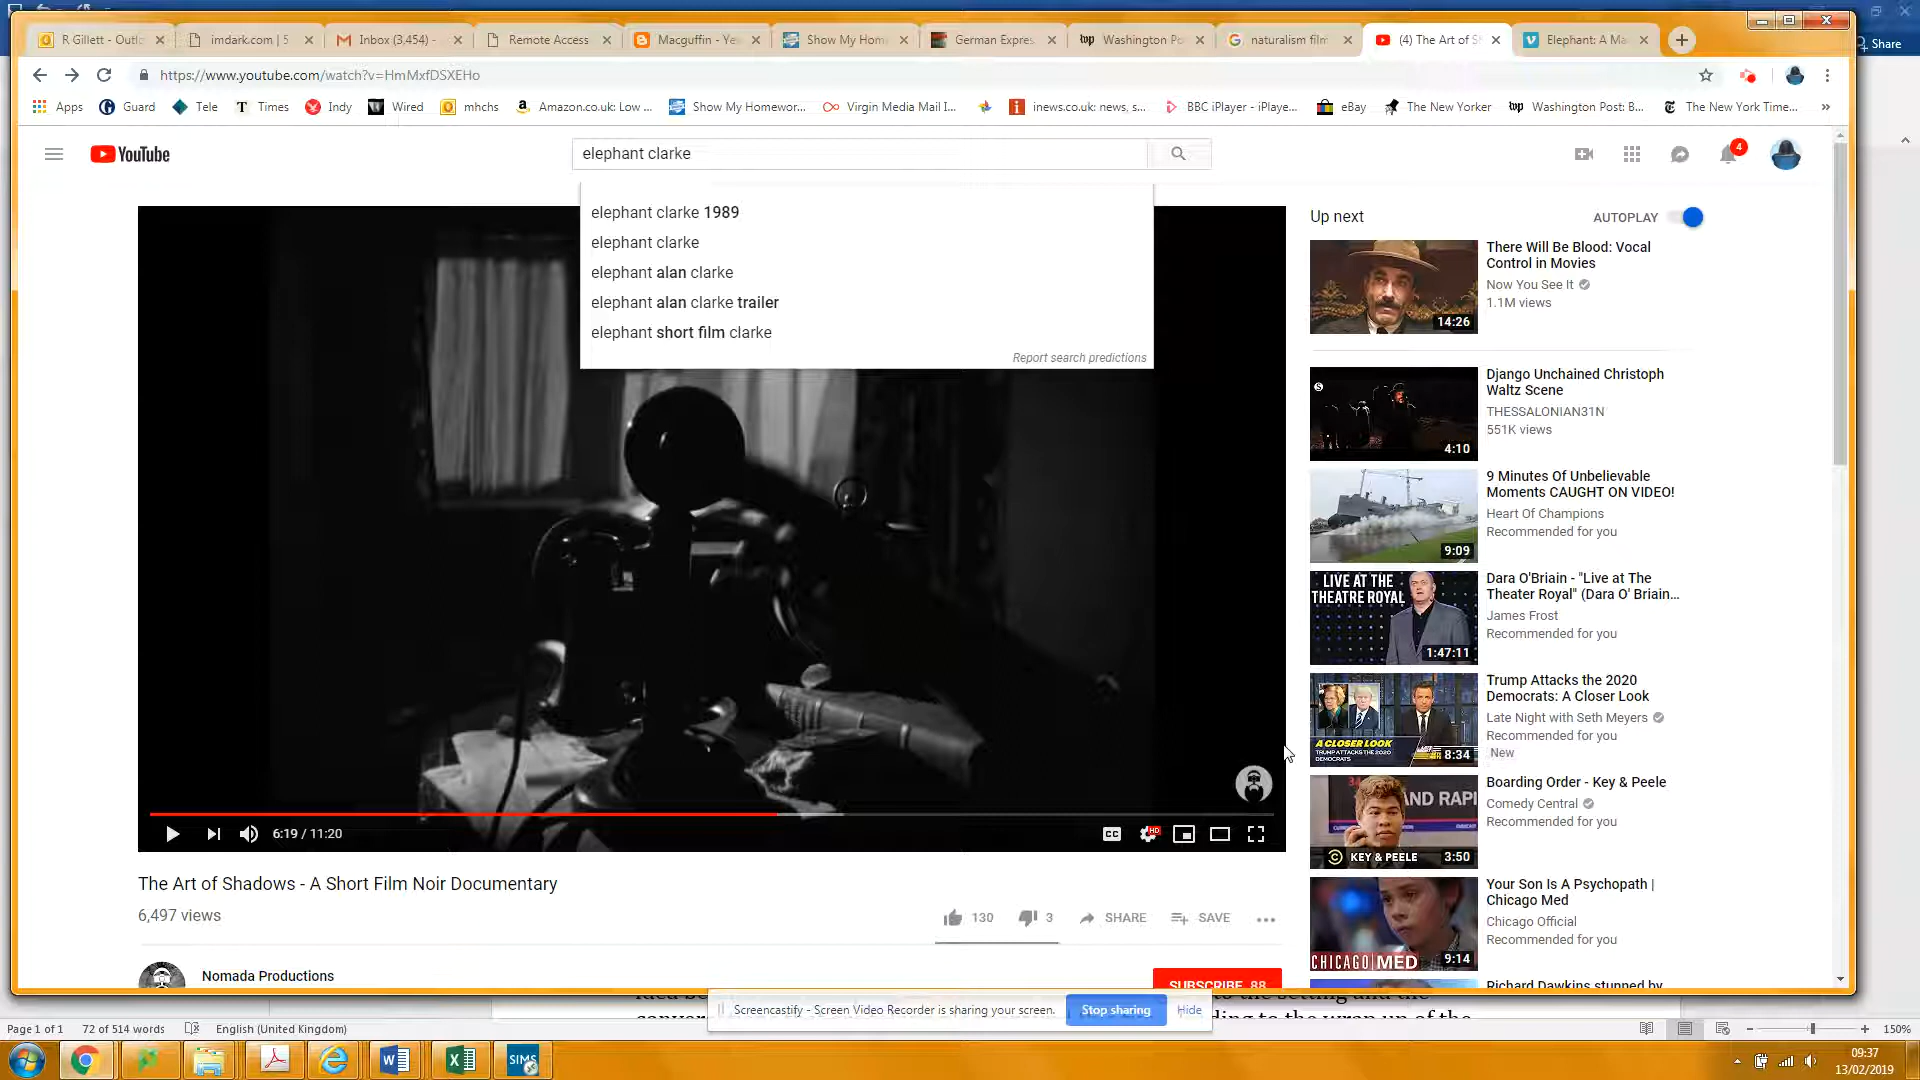 R Gillett - Outl
imdark.com | 5
Inbox (3,454) -
Remote Access
Macguffin - Ye
Show My Hom
German Expres
Washington Po
naturalism film
(4) The Art of S
Elephant: A Ma
Share
https://www.youtube.com/watch?v=HmMxfDSXEHo
Apps
Guard
Tele
Times
Indy
Wired
mhchs
Amazon.co.uk: Low ...
Show My Homewor...
Virgin Media Mail I...
inews.co.uk: news, s...
BBC iPlayer - iPlaye...
eBay
The New Yorker
Washington Post: B...
The New York Time...
YouTube
elephant clarke
4
elephant clarke 1989
elephant clarke
elephant alan clarke
elephant alan clarke trailer
elephant short film clarke
Report search predictions
Up next
AUTOPLAY
There Will Be Blood: Vocal
Control in Movies
Now You See It
1.1M views
14:26
Django Unchained Christoph
Waltz Scene
THESSALONIAN31N
551K views
4:10
9 Minutes Of Unbelievable
Moments CAUGHT ON VIDEO!
Heart Of Champions
Recommended for you
9:09
LIVE AT THE
THEATRE ROYAL
Dara O'Briain - "Live at The
Theater Royal" (Dara O' Briain...
James Frost
Recommended for you
1:47:11
Trump Attacks the 2020
Democrats: A Closer Look
Late Night with Seth Meyers
Recommended for you
New
A CLOSER LOOK
TRUMP ATTACKS THE 2020
DEMOCRATS
8:34
Boarding Order - Key & Peele
Comedy Central
Recommended for you
AND RAPI
KEY & PEELE
3:50
Your Son Is A Psychopath |
Chicago Med
Chicago Official
Recommended for you
CHICAGO MED
9:14
Richard Dawkins stunned by
6:19 / 11:20
CC
HD
The Art of Shadows - A Short Film Noir Documentary
6,497 views
130
3
SHARE
SAVE
Nomada Productions
SUBSCRIBE 88
Screencastify - Screen Video Recorder is sharing your screen.
Stop sharing
Hide
Page 1 of 1
72 of 514 words
English (United Kingdom)
150%
SIMS
09:37
13/02/2019